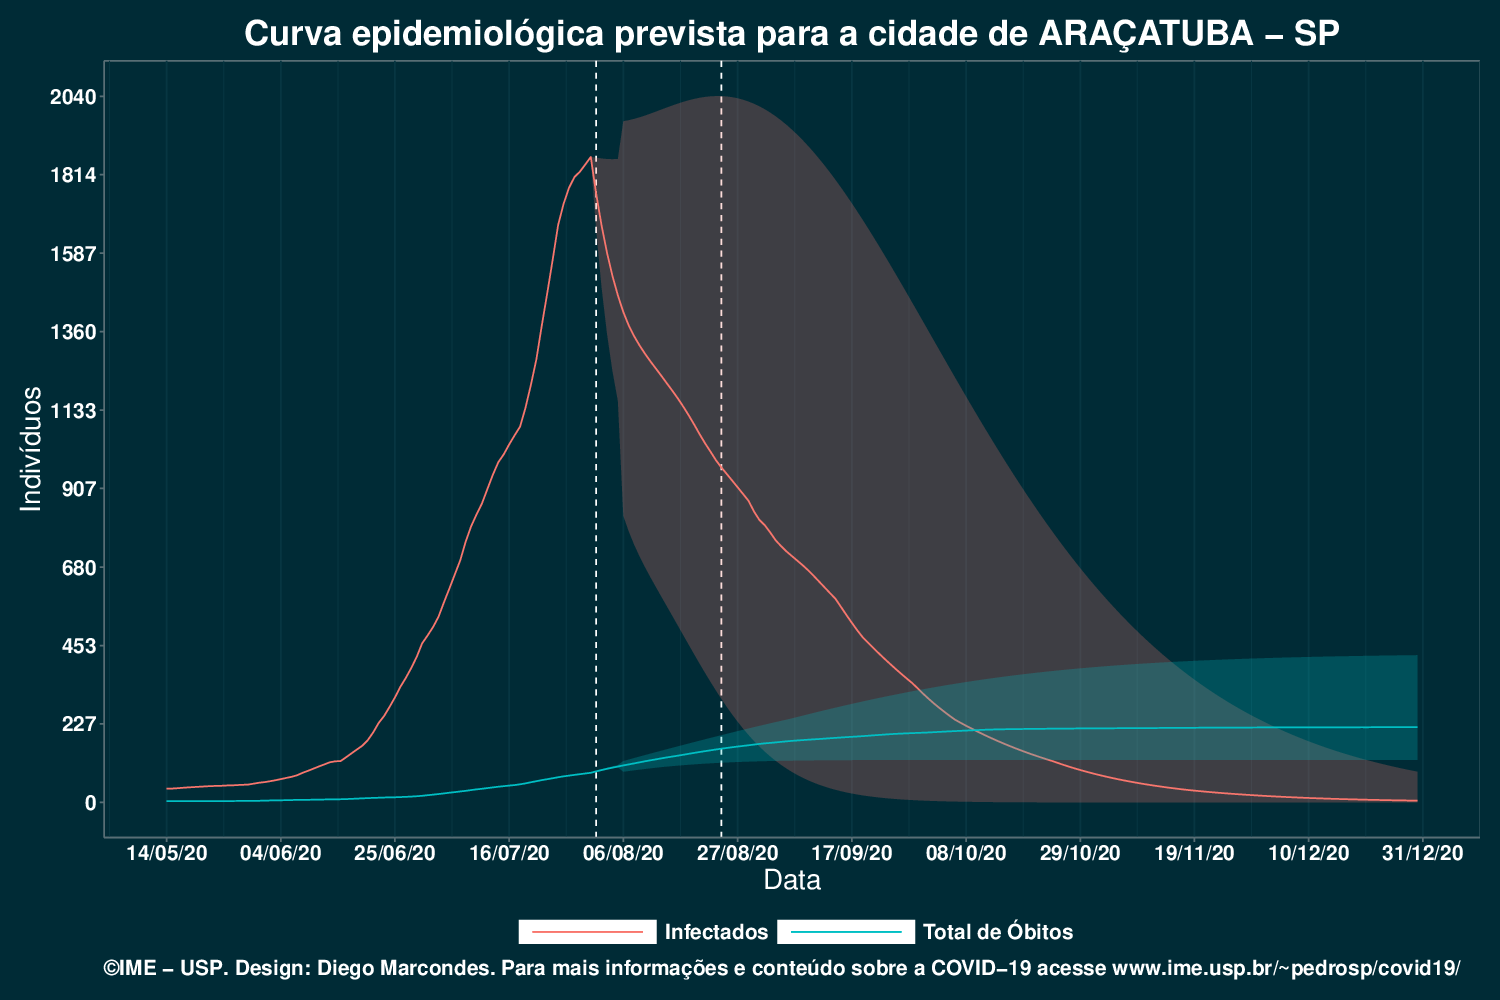 Curva epidemiológica prevista para a cidade de ARAÇATUBA – SP
2040
1814
1587
1360
1133
907
680
453
227
0
Indivíduos
14/05/20 04/06/20 25/06/20 16/07/20 06/08/20 27/08/20 17/09/20 08/10/20 29/10/20 19/11/20 10/12/20 31/12/20
Data
Infectados Total de Óbitos
©IME – USP. Design: Diego Marcondes. Para mais informações e conteúdo sobre a COVID–19 acesse www.ime.usp.br/~pedrosp/covid19/